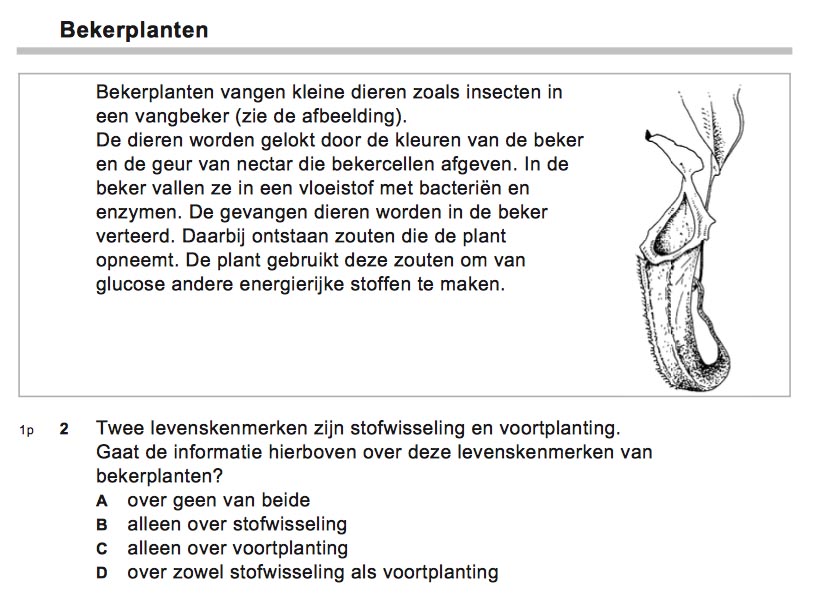 Bekerplanten
Bekerplanten vangen kleine dieren zoals insecten in
een vangbeker (zie de afbeelding).
De dieren worden gelokt door de kleuren van de beker
en de geur van nectar die bekercellen afgeven. In de
beker vallen ze in een vloeistof met bacteriën en
enzymen. De gevangen dieren worden in de beker
verteerd. Daarbij ontstaan zouten die de plant
opneemt. De plant gebruikt deze zouten om van
glucose andere energierijke stoffen te maken.
1p 2 Twee levenskenmerken zijn stofwisseling en voortplanting.
Gaat de informatie hierboven over deze levenskenmerken van
bekerplanten?
A over geen van beide
B alleen over stofwisseling
C alleen over voortplanting
D over zowel stofwisseling als voortplanting